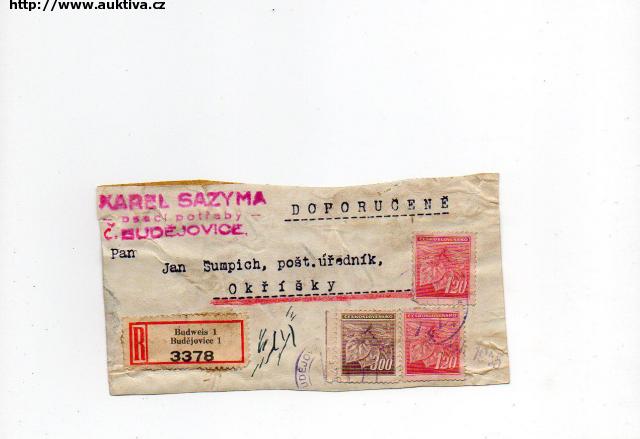 http://www.auktiva.cz
KAREL SAZYMA
— psací potřeby —
Č. BUDĚJOVICE.
DOPORUČENĚ
Pan
Jan Sumpich, pošt.úředník,
Okříšky
R
Budweis 1
Budějovice 1
3378
ČESKOSLOVENSKO
1.20
ČESKOSLOVENSKO
3.00
ČESKOSLOVENSKO
1.20